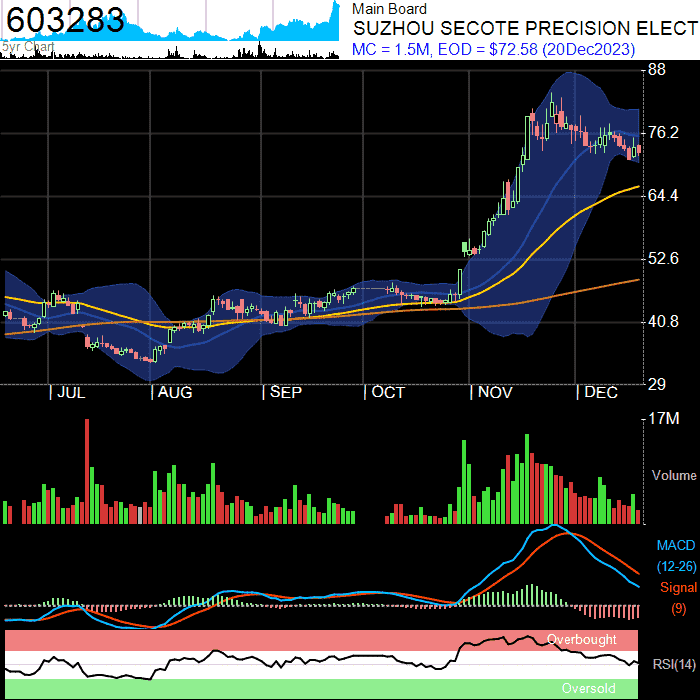 603283
5yr Chart
Main Board
SUZHOU SECOTE PRECISION ELECT
MC = 1.5M, EOD = $72.58 (20Dec2023)
88
76.2
64.4
52.6
40.8
29
JUL AUG SEP OCT NOV DEC
17M
Volume
MACD
(12-26)
Signal
(9)
Overbought
RSI(14)
Oversold